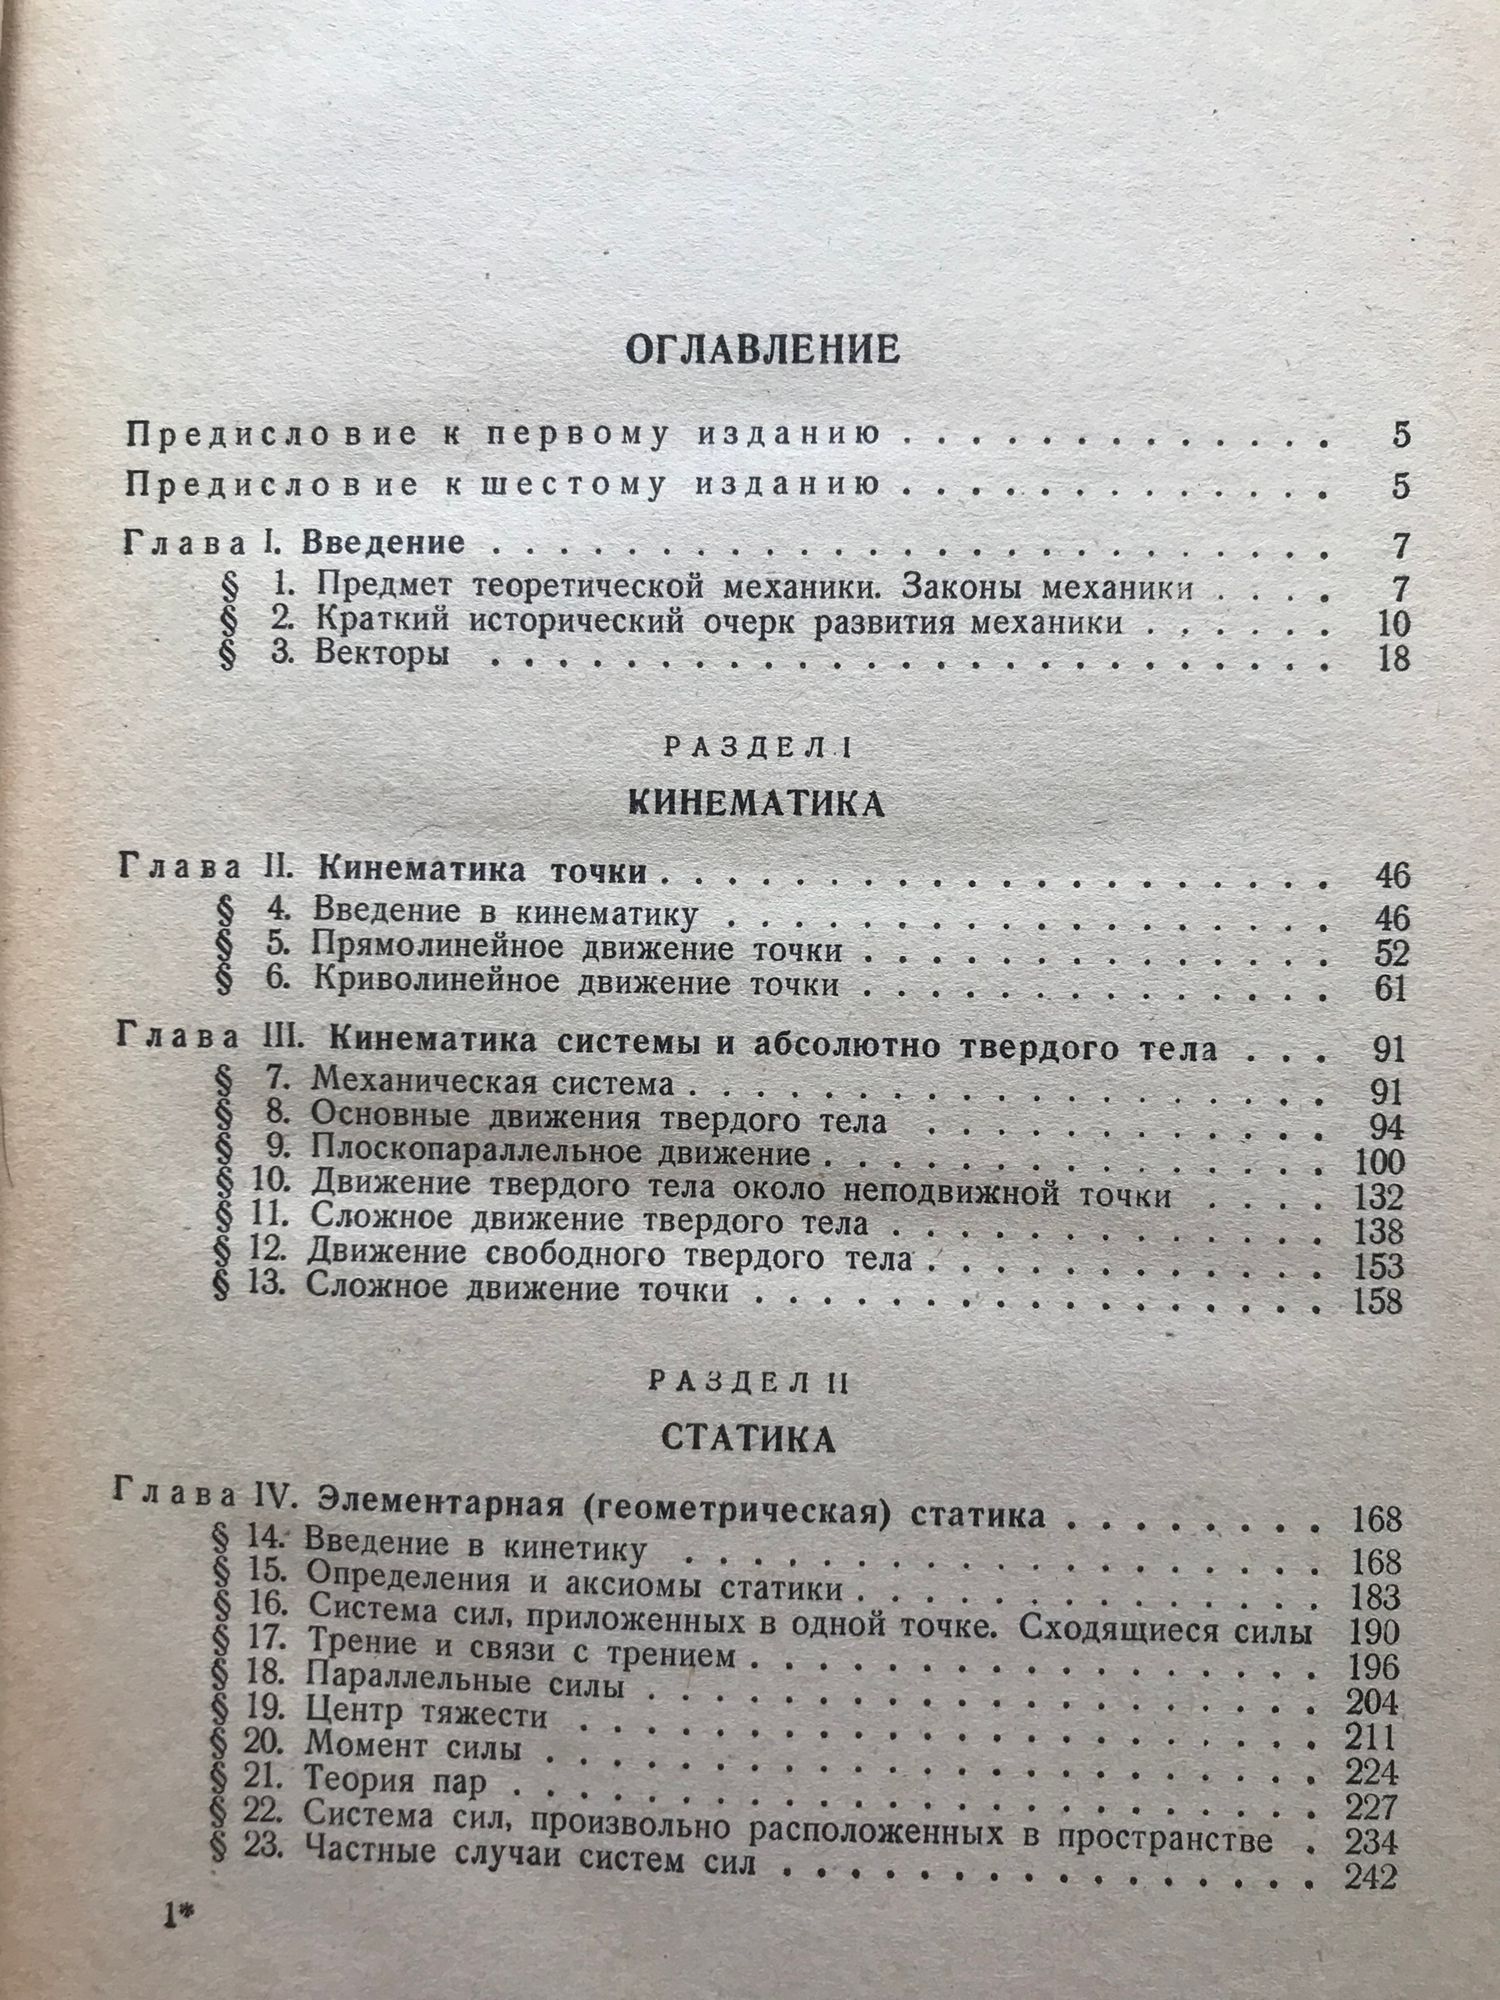 ОГЛАВЛЕНИЕ
Предисловие к первому изданию . . . . . . . . . . . . . 5
Предисловие к шестому изданию . . . . . . . . . . . . . 5
Глава I. Введение . . . . . . . . . . . . . . . . . . . . . . . . . 7
§ 1. Предмет теоретической механики. Законы механики . . . . 7
§ 2. Краткий исторический очерк развития механики . . . . . . 10
§ 3. Векторы . . . . . . . . . . . . . . . . . . . . . . . . . 18
РАЗДЕЛ I
КИНЕМАТИКА
Глава II. Кинематика точки . . . . . . . . . . . . . . . . . . . . 46
§ 4. Введение в кинематику . . . . . . . . . . . . . . . . . . 46
§ 5. Прямолинейное движение точки . . . . . . . . . . . . . . 52
§ 6. Криволинейное движение точки . . . . . . . . . . . . . . 61
Глава III. Кинематика системы и абсолютно твердого тела . . . 91
§ 7. Механическая система . . . . . . . . . . . . . . . . . . . 91
§ 8. Основные движения твердого тела . . . . . . . . . . . . 94
§ 9. Плоскопараллельное движение . . . . . . . . . . . . . . . 100
§ 10. Движение твердого тела около неподвижной точки . . . . 132
§ 11. Сложное движение твердого тела . . . . . . . . . . . . . 138
§ 12. Движение свободного твердого тела . . . . . . . . . . . . 153
§ 13. Сложное движение точки . . . . . . . . . . . . . . . . . 158
РАЗДЕЛ II
СТАТИКА
Глава IV. Элементарная (геометрическая) статика . . . . . . . . 168
§ 14. Введение в кинетику . . . . . . . . . . . . . . . . . . . 168
§ 15. Определения и аксиомы статики . . . . . . . . . . . . . . 183
§ 16. Система сил, приложенных в одной точке. Сходящиеся силы 190
§ 17. Трение и связи с трением . . . . . . . . . . . . . . . . . 196
§ 18. Параллельные силы . . . . . . . . . . . . . . . . . . . . 204
§ 19. Центр тяжести . . . . . . . . . . . . . . . . . . . . . . 211
§ 20. Момент силы . . . . . . . . . . . . . . . . . . . . . . . 224
§ 21. Теория пар . . . . . . . . . . . . . . . . . . . . . . . . 227
§ 22. Система сил, произвольно расположенных в пространстве . 234
§ 23. Частные случаи систем сил . . . . . . . . . . . . . . . . 242
1*